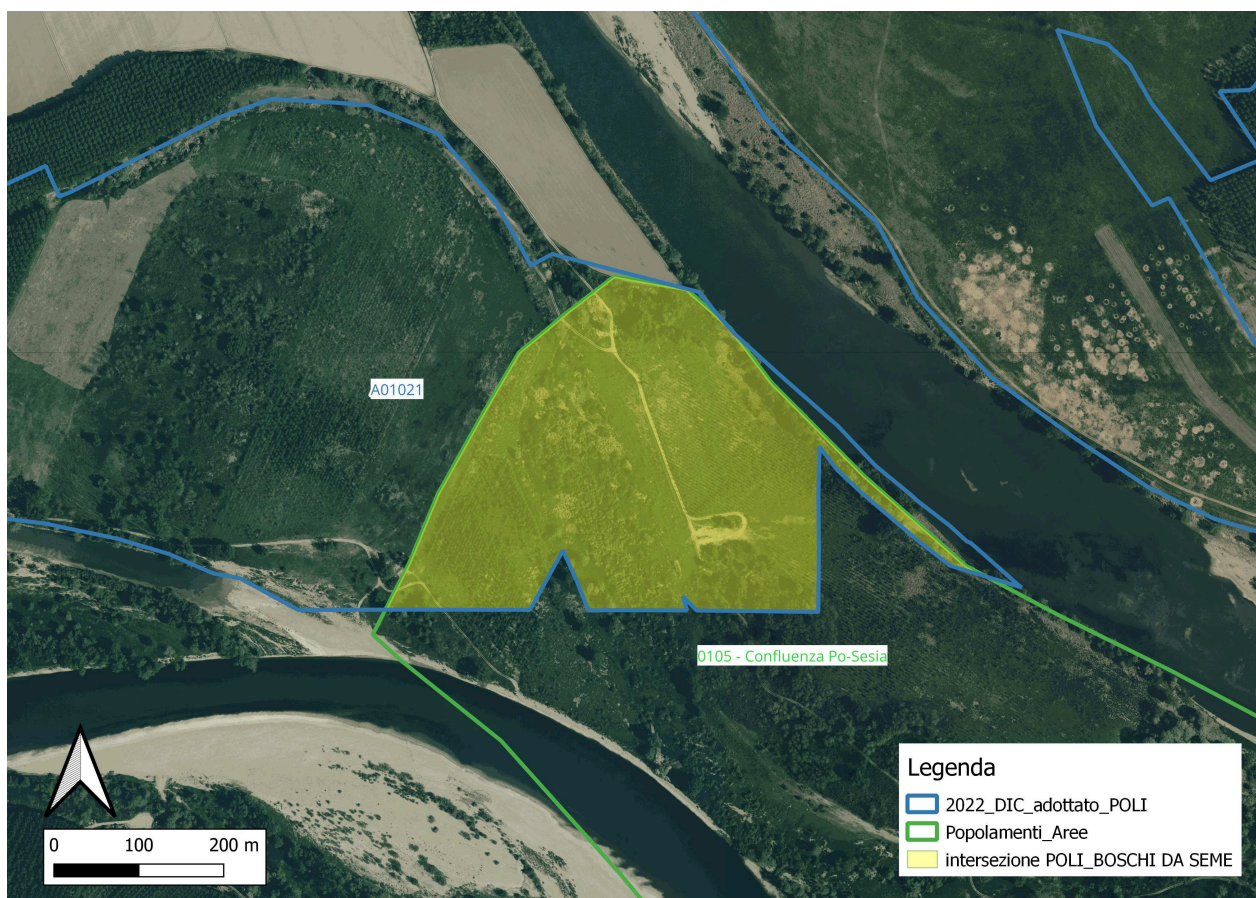 A01021
0105 - Confluenza Po-Sesia
Legenda
2022_DIC_adottato_POLI
Popolamenti_Aree
intersezione POLI_BOSCHI DA SEME
0 100 200 m